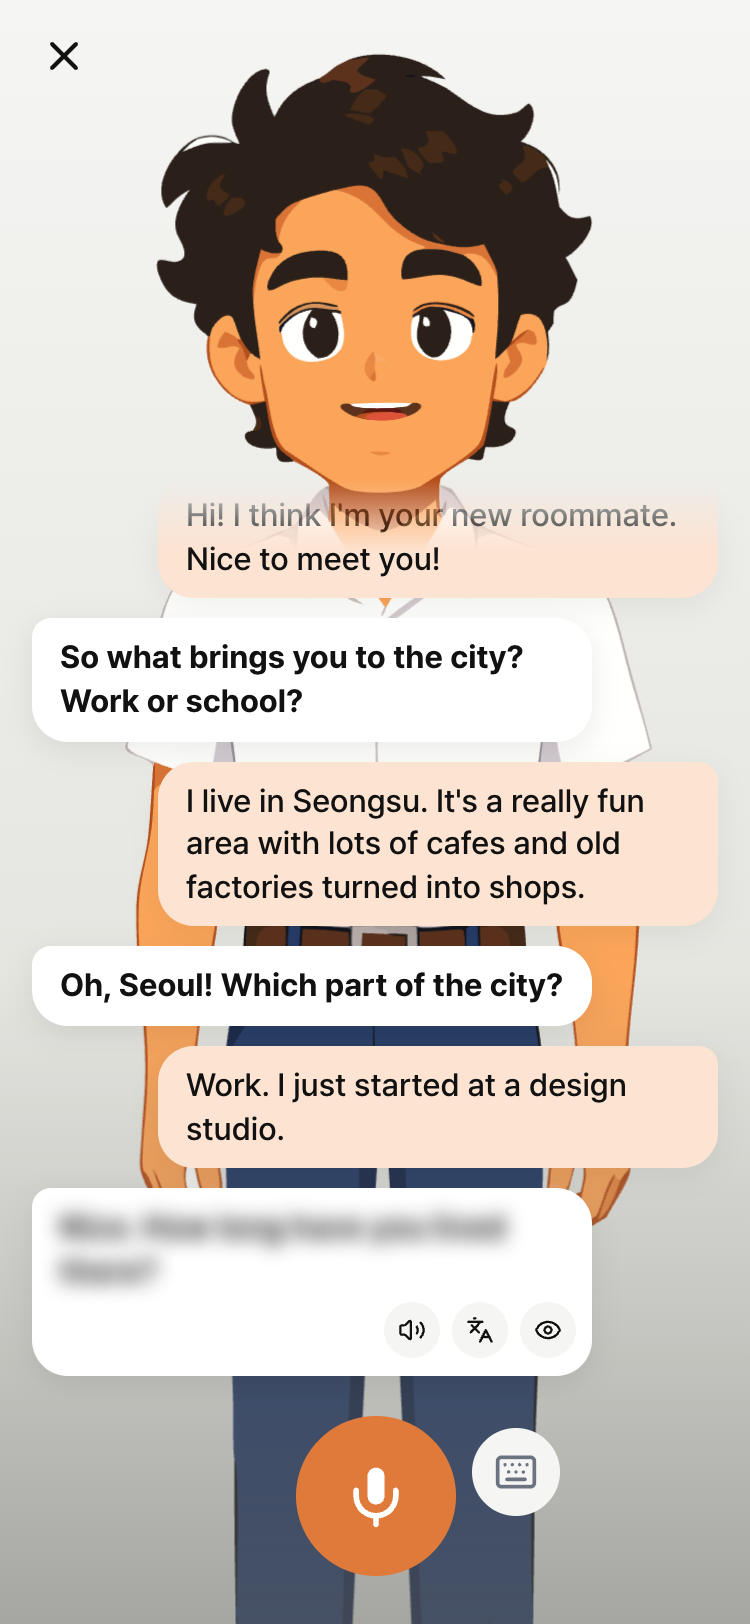 Hi! I think I'm your new roommate.
Nice to meet you!
So what brings you to the city?
Work or school?
I live in Seongsu. It's a really fun
area with lots of cafes and old
factories turned into shops.
Oh, Seoul! Which part of the city?
Work. I just started at a design
studio.